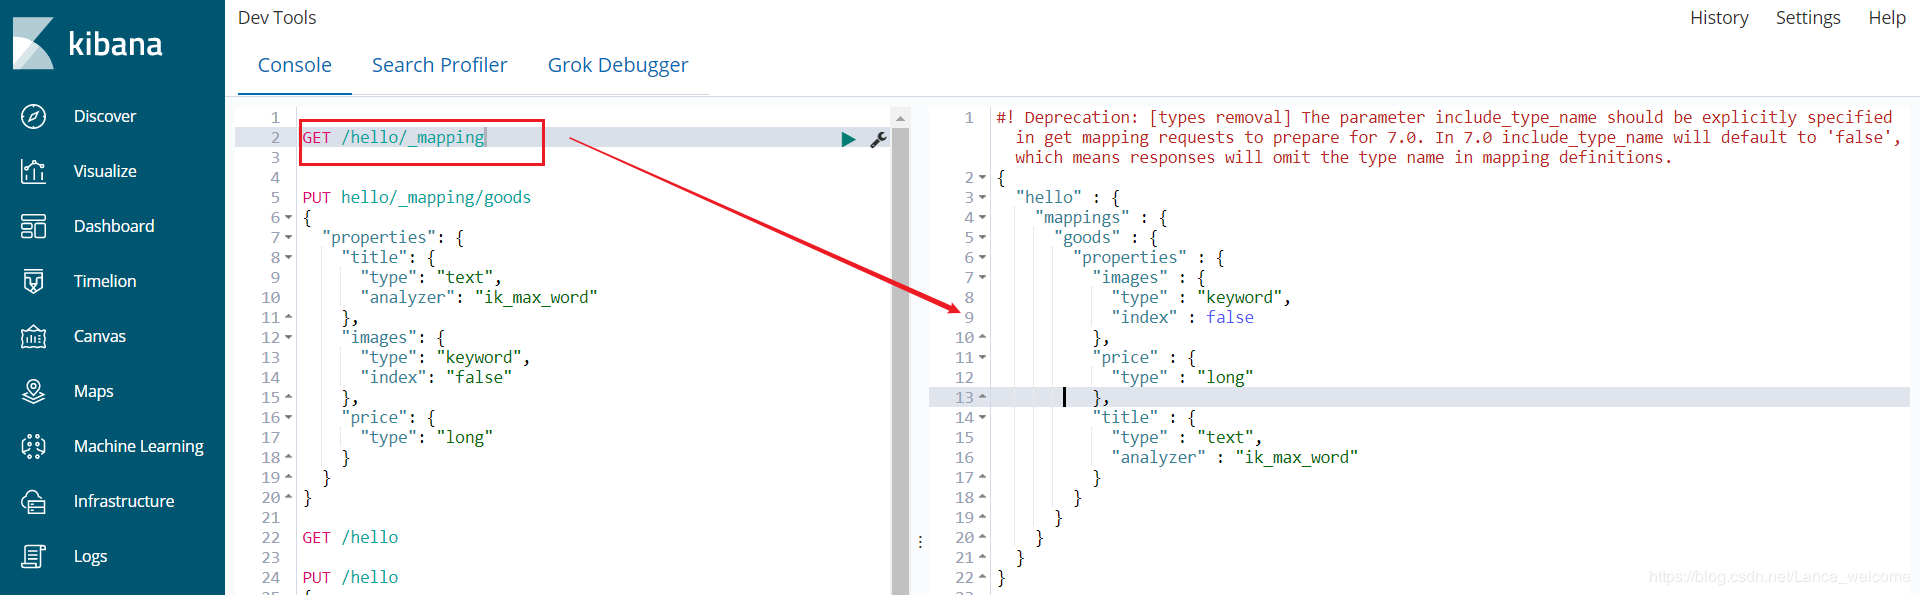 kibana
Discover
Visualize
Dashboard
Timelion
Canvas
Maps
Machine Learning
Infrastructure
Logs
Dev Tools
History Settings Help
Console Search Profiler Grok Debugger
1
2 GET /hello/_mapping
3
4
5 PUT hello/_mapping/goods
6 {
7 "properties": {
8 "title": {
9 "type": "text",
10 "analyzer": "ik_max_word"
11 },
12 "images": {
13 "type": "keyword",
14 "index": "false"
15 },
16 "price": {
17 "type": "long"
18 }
19 }
20 }
21
22 GET /hello
23
24 PUT /hello
25 {
1 #! Deprecation: [types removal] The parameter include_type_name should be explicitly specified
in get mapping requests to prepare for 7.0. In 7.0 include_type_name will default to 'false',
which means responses will omit the type name in mapping definitions.
2 {
3 "hello" : {
4 "mappings" : {
5 "goods" : {
6 "properties" : {
7 "images" : {
8 "type" : "keyword",
9 "index" : false
10 },
11 "price" : {
12 "type" : "long"
13 },
14 "title" : {
15 "type" : "text",
16 "analyzer" : "ik_max_word"
17 }
18 }
19 }
20 }
21 }
22 }
23
https://blog.csdn.net/Lance_welcome